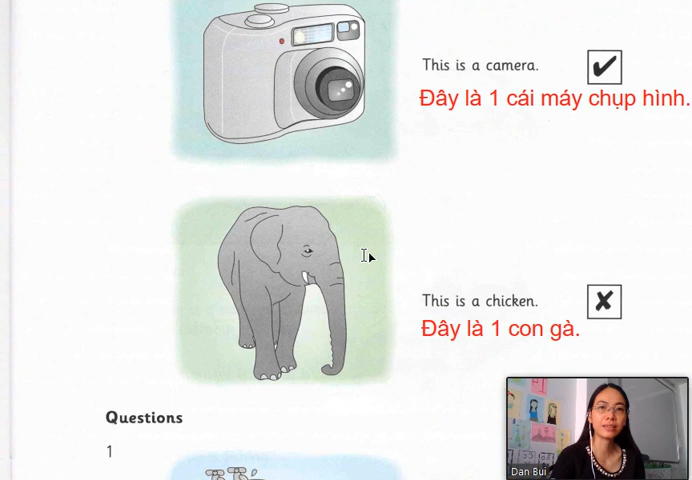 This is a camera. ✔
Đây là 1 cái máy chụp hình.
This is a chicken. ✘
Đây là 1 con gà.
Questions
1
Dan Bui